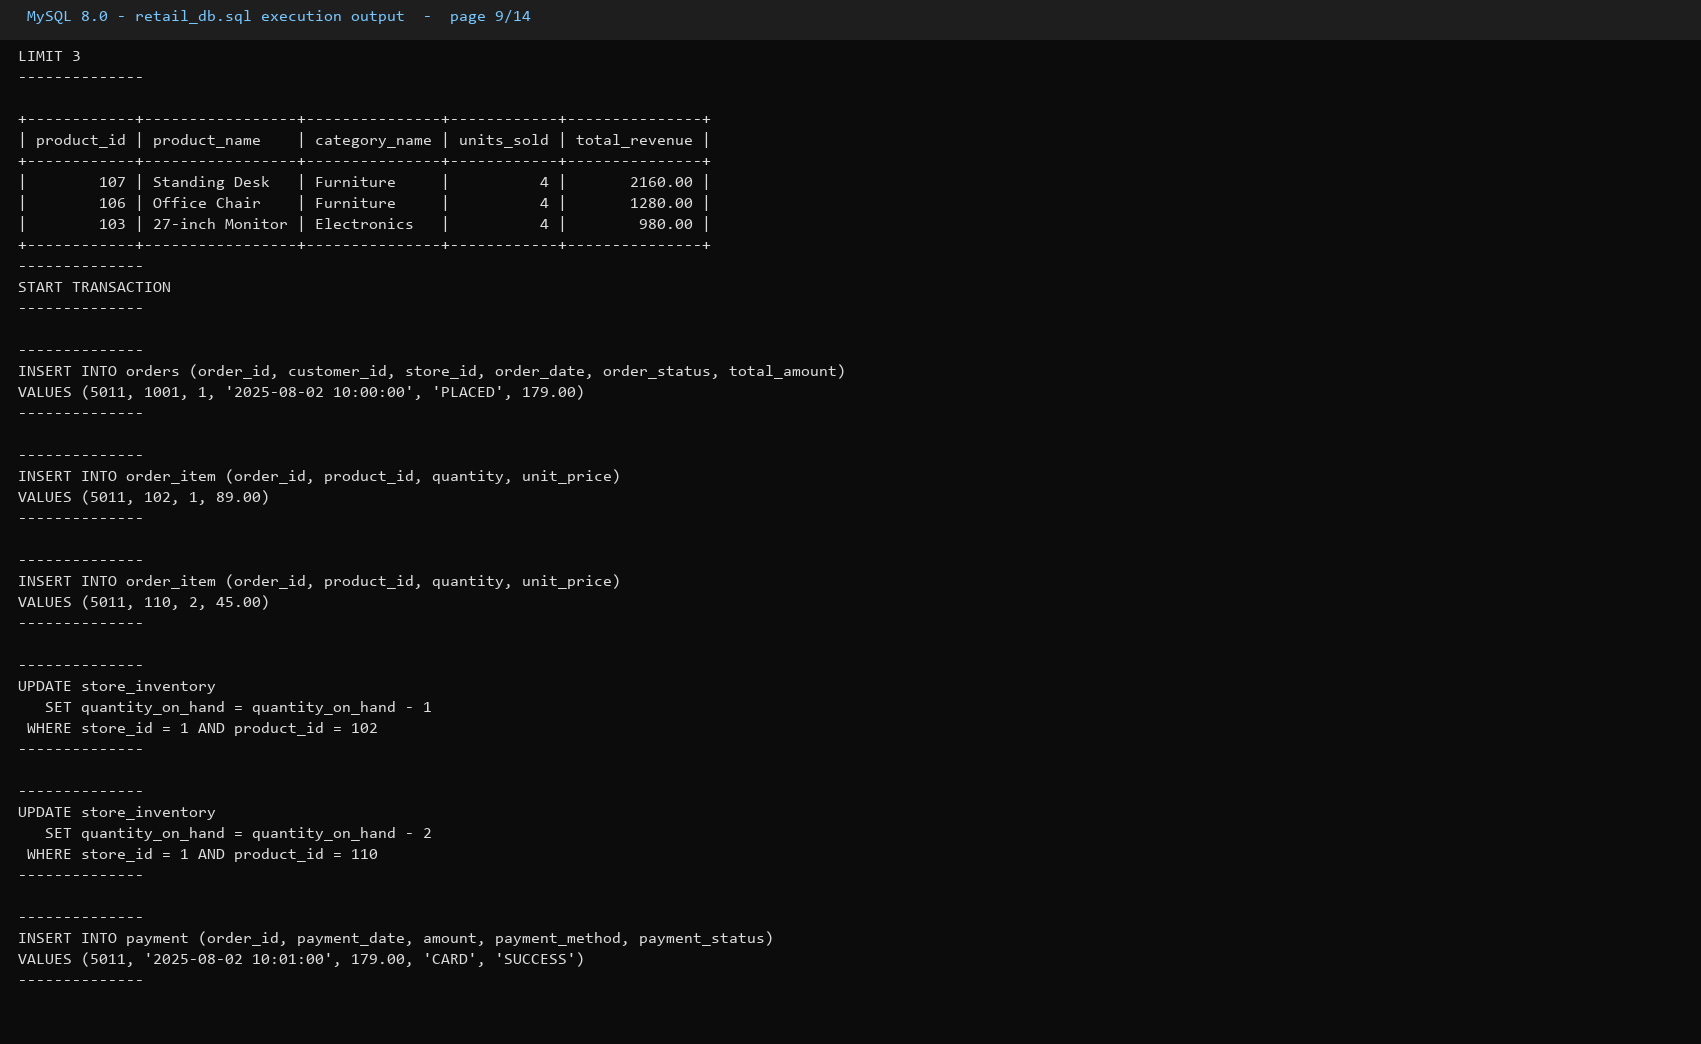 MySQL 8.0 - retail_db.sql execution output  -  page 9/14
LIMIT 3
--------------
+------------+-----------------+---------------+------------+---------------+
| product_id | product_name    | category_name | units_sold | total_revenue |
+------------+-----------------+---------------+------------+---------------+
|        107 | Standing Desk   | Furniture     |          4 |       2160.00 |
|        106 | Office Chair    | Furniture     |          4 |       1280.00 |
|        103 | 27-inch Monitor | Electronics   |          4 |        980.00 |
+------------+-----------------+---------------+------------+---------------+
--------------
START TRANSACTION
--------------
--------------
INSERT INTO orders (order_id, customer_id, store_id, order_date, order_status, total_amount)
VALUES (5011, 1001, 1, '2025-08-02 10:00:00', 'PLACED', 179.00)
--------------
--------------
INSERT INTO order_item (order_id, product_id, quantity, unit_price)
VALUES (5011, 102, 1, 89.00)
--------------
--------------
INSERT INTO order_item (order_id, product_id, quantity, unit_price)
VALUES (5011, 110, 2, 45.00)
--------------
--------------
UPDATE store_inventory
   SET quantity_on_hand = quantity_on_hand - 1
 WHERE store_id = 1 AND product_id = 102
--------------
--------------
UPDATE store_inventory
   SET quantity_on_hand = quantity_on_hand - 2
 WHERE store_id = 1 AND product_id = 110
--------------
--------------
INSERT INTO payment (order_id, payment_date, amount, payment_method, payment_status)
VALUES (5011, '2025-08-02 10:01:00', 179.00, 'CARD', 'SUCCESS')
--------------